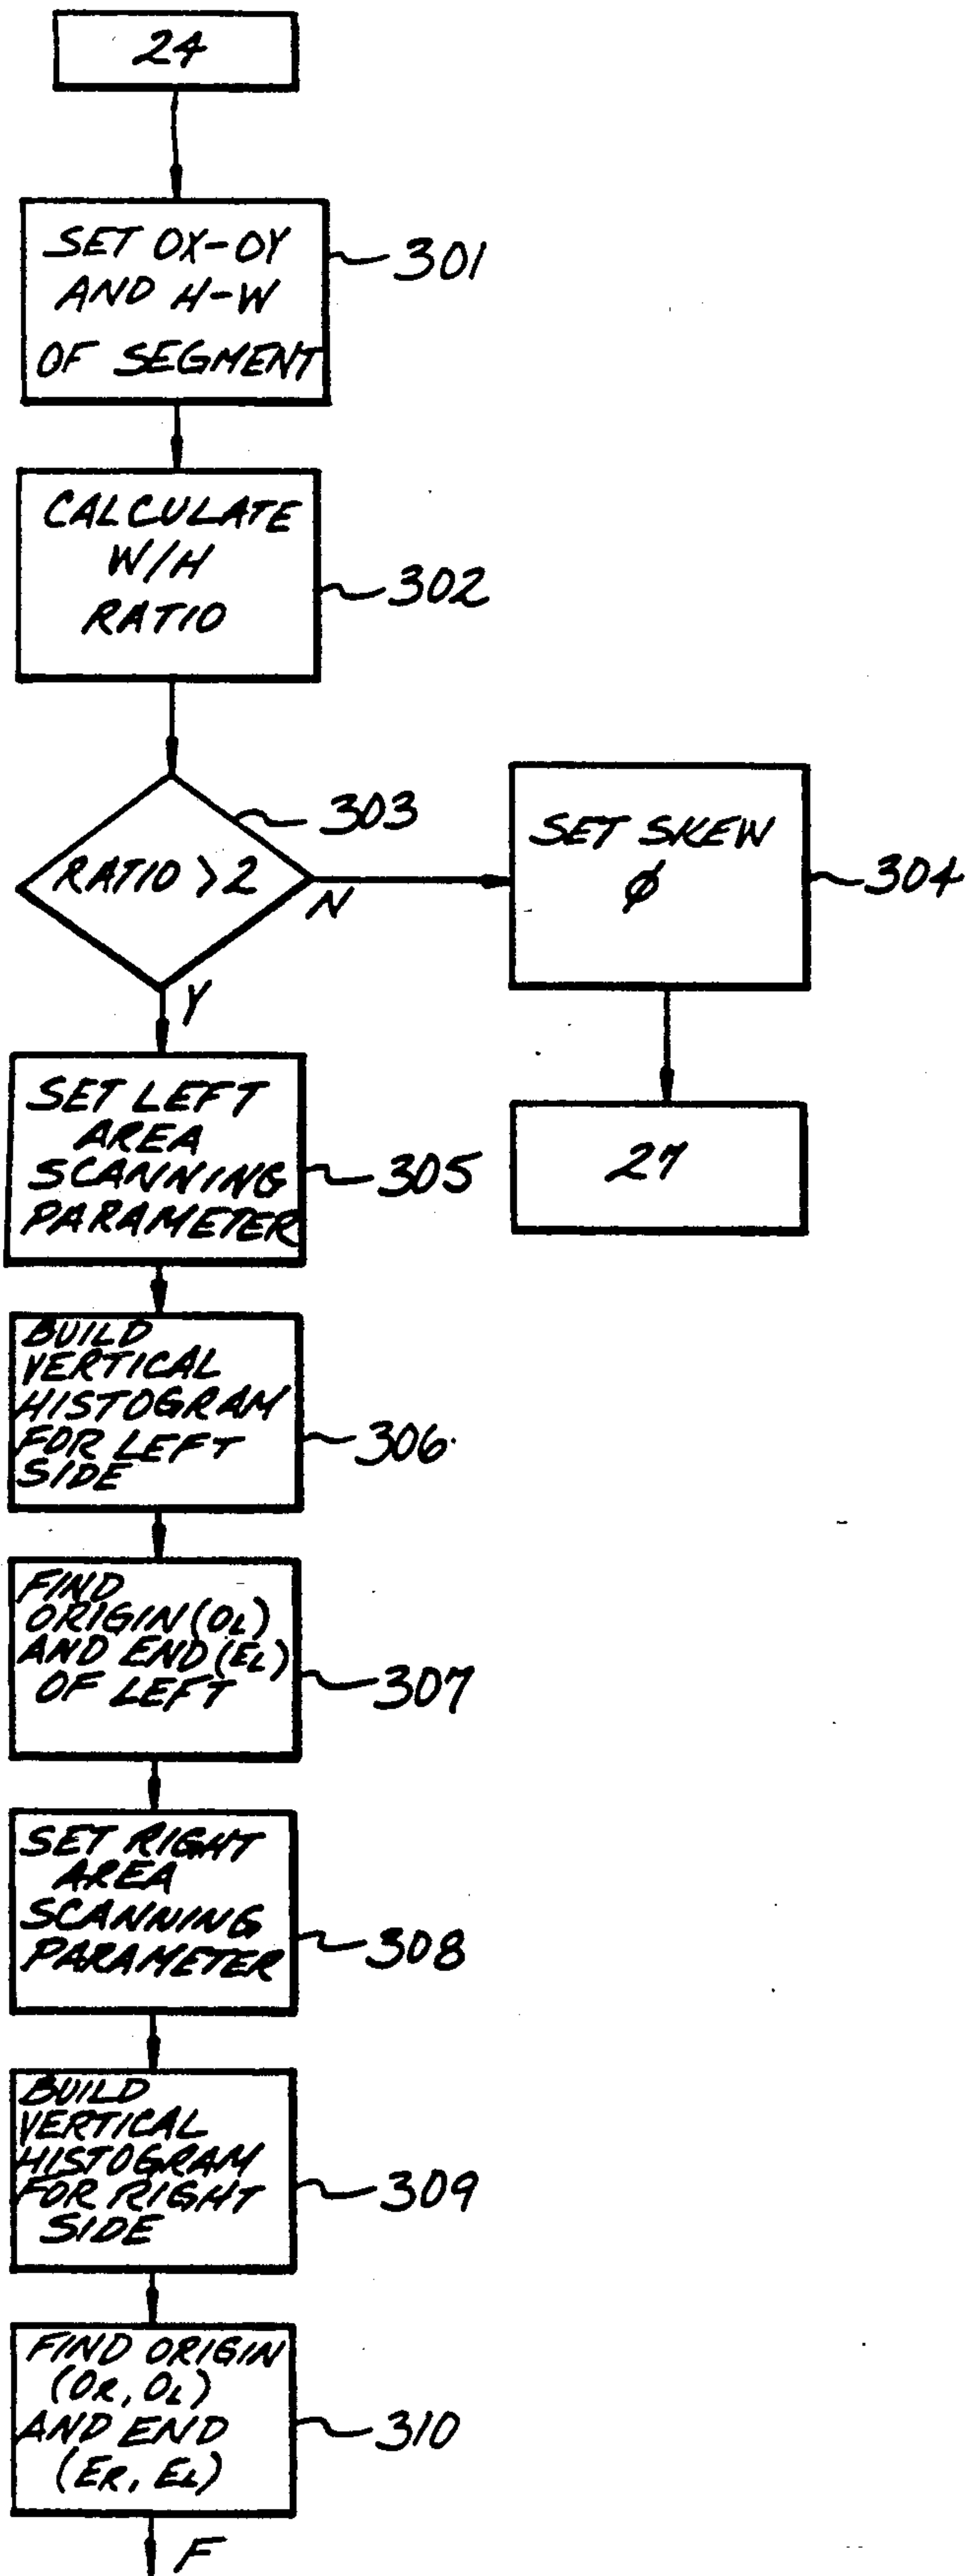 24
SET OX-OY
AND H-W
OF SEGMENT
301
CALCULATE
W/H
RATIO
302
303
RATIO > 2
N
Y
SET SKEW
φ
304
27
SET LEFT
AREA
SCANNING
PARAMETER
305
BUILD
VERTICAL
HISTOGRAM
FOR LEFT
SIDE
306
FIND
ORIGIN (OL)
AND END (EL)
OF LEFT
307
SET RIGHT
AREA
SCANNING
PARAMETER
308
BUILD
VERTICAL
HISTOGRAM
FOR RIGHT
SIDE
309
FIND ORIGIN
(OR, OL)
AND END
(ER, EL)
310
F